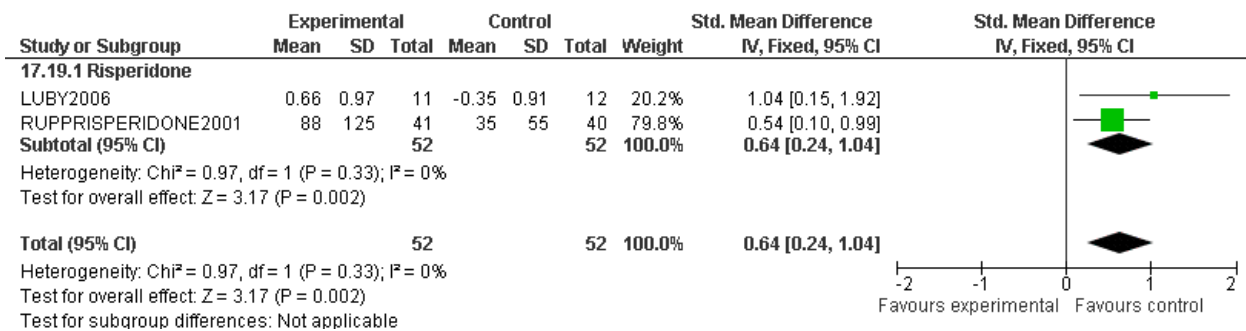 Experimental Control Std. Mean Difference Std. Mean Difference
Study or Subgroup Mean SD Total Mean SD Total Weight IV, Fixed, 95% CI IV, Fixed, 95% CI
17.19.1 Risperidone
LUBY2006 0.66 0.97 11 -0.35 0.91 12 20.2% 1.04 [0.15, 1.92]
RUPPRISPERIDONE2001 88 125 41 35 55 40 79.8% 0.54 [0.10, 0.99]
Subtotal (95% CI) 52 52 100.0% 0.64 [0.24, 1.04]
Heterogeneity: Chi² = 0.97, df = 1 (P = 0.33); I² = 0%
Test for overall effect: Z = 3.17 (P = 0.002)
Total (95% CI) 52 52 100.0% 0.64 [0.24, 1.04]
Heterogeneity: Chi² = 0.97, df = 1 (P = 0.33); I² = 0%
Test for overall effect: Z = 3.17 (P = 0.002)
Test for subgroup differences: Not applicable
-2 -1 0 1 2
Favours experimental Favours control